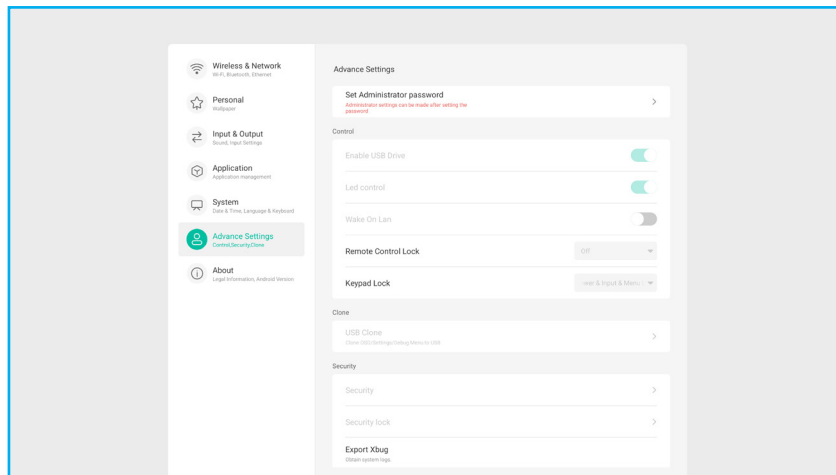 Wireless & Network
Wi-Fi, Bluetooth, Ethernet
Personal
Wallpaper
Input & Output
Sound, Input Settings
Application
Application management
System
Date & Time, Language & Keyboard
Advance Settings
Control,Security,Clone
About
Legal Information, Android Version
Advance Settings
Set Administrator password
Administrator settings can be made after setting the
password
Control
Enable USB Drive
Led control
Wake On Lan
Remote Control Lock
Off
Keypad Lock
& Input & Menu
Clone
USB Clone
Clone
Security
Security
Security lock
Export Xbug
Obtain system logs.